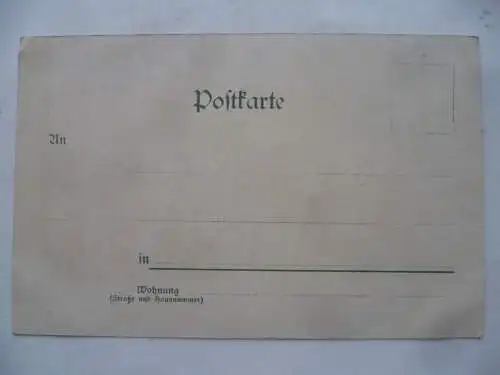 Postkarte
An
in
Wohnung
(Straße und Hausnummer)